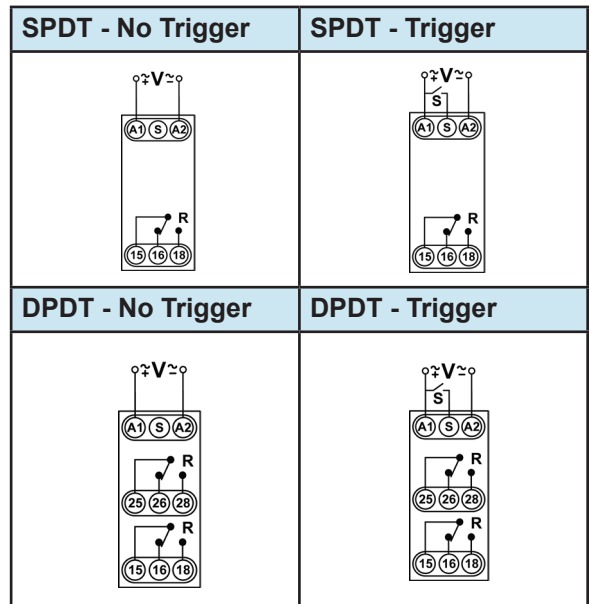 SPDT - No Trigger
SPDT - Trigger
V
A1 S A2
R
15 16 18
V
S
A1 S A2
R
15 16 18
DPDT - No Trigger
DPDT - Trigger
V
A1 S A2
R
25 26 28
R
15 16 18
V
S
A1 S A2
R
25 26 28
R
15 16 18